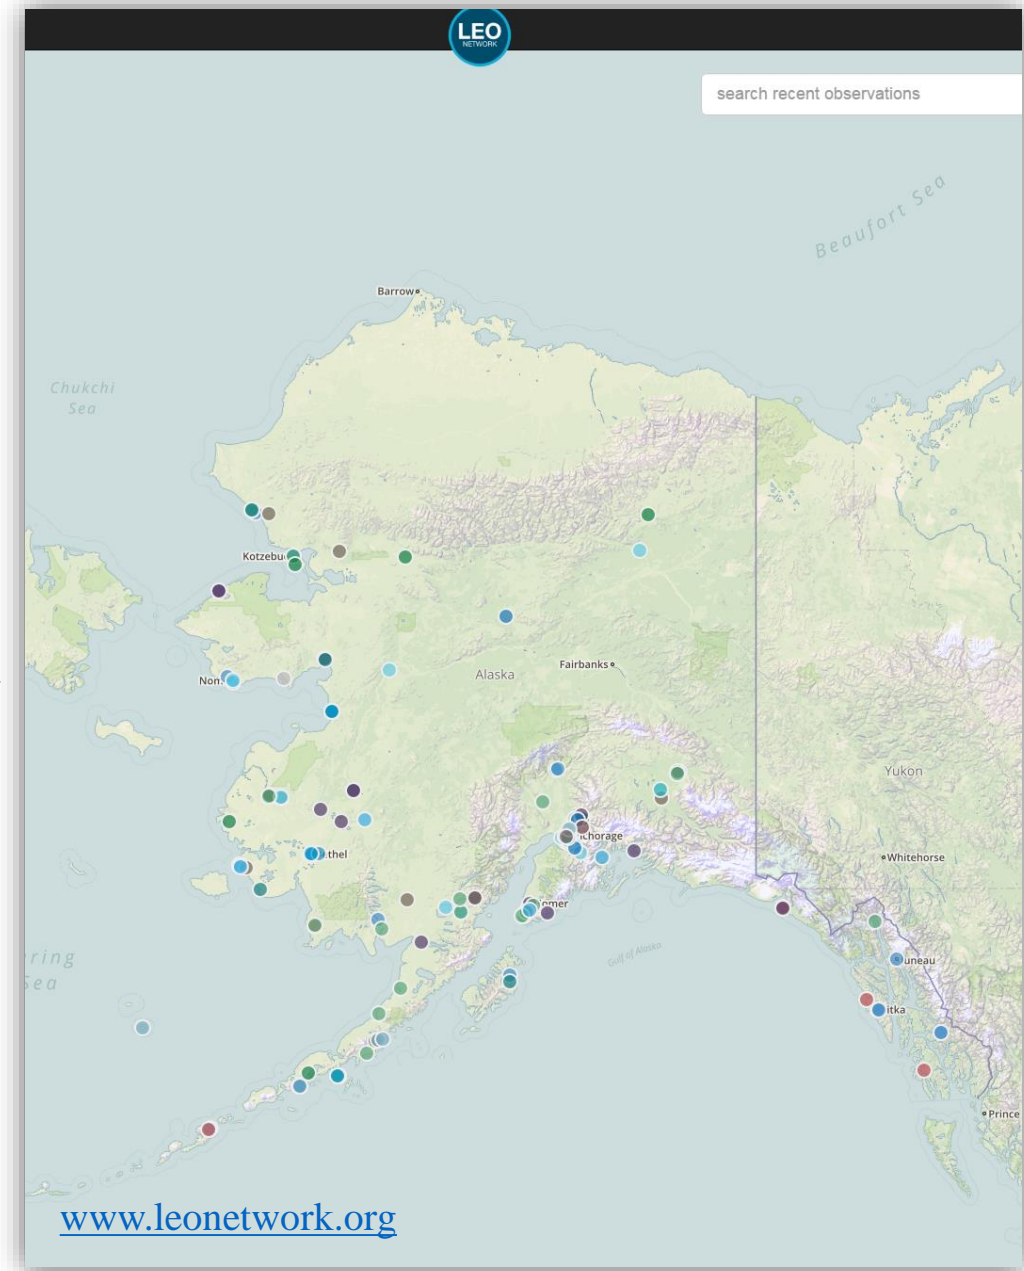 LEO
NETWORK
search recent observations
Beaufort Sea
Barrow
Chukchi
Sea
Kotzebu
Nom
Alaska
Fairbanks
Yukon
chorage
thel
Whitehorse
omer
Gulf of Alaska
uneau
ring
Sea
itka
Prince
www.leonetwork.org